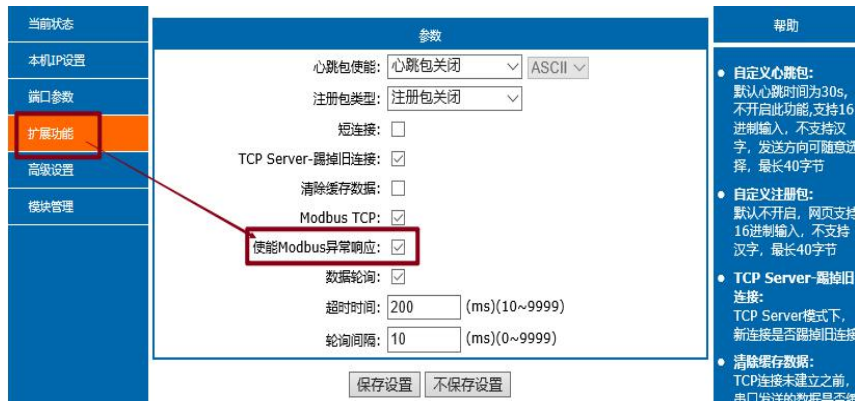 当前状态
本机IP设置
端口参数
扩展功能
高级设置
模块管理
参数
心跳包使能: 心跳包关闭 ASCII
注册包类型: 注册包关闭
短连接:
TCP Server-踢掉旧连接:
清除缓存数据:
Modbus TCP:
使能Modbus异常响应:
数据轮询:
超时时间: 200 (ms)(10~9999)
轮询间隔: 10 (ms)(0~9999)
保存设置 不保存设置
帮助
自定义心跳包:
默认心跳时间为30s,
不开启此功能,支持16
进制输入，不支持汉
字，发送方向可随意选
择，最长40字节
自定义注册包:
默认不开启，网页支持
16进制输入，不支持
汉字，最长40字节
TCP Server-踢掉旧
连接:
TCP Server模式下，
新连接是否踢掉旧连接
清除缓存数据:
TCP连接未建立之前，
串口发送的数据是否缓